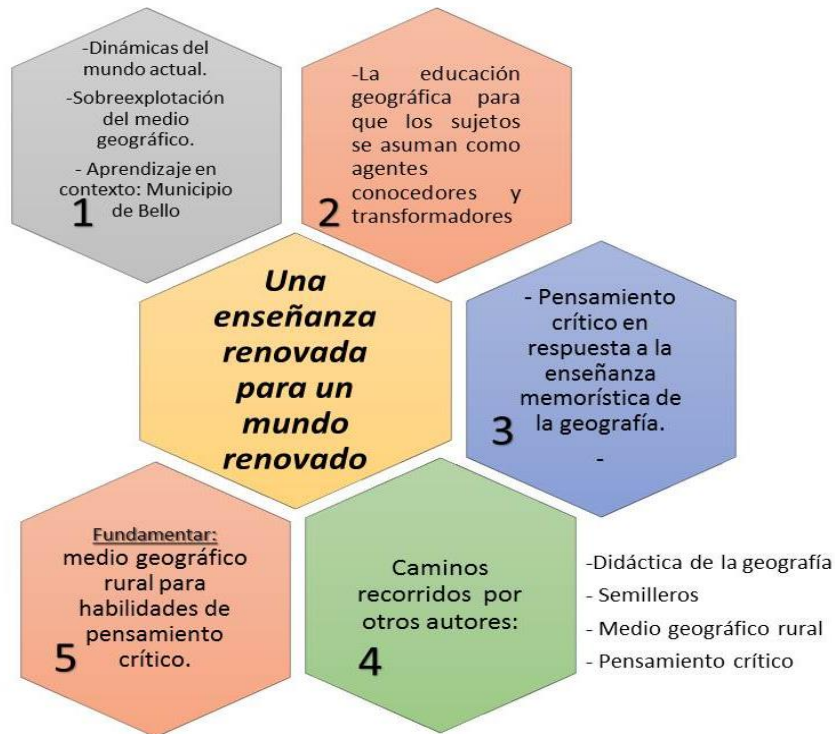 -Dinámicas del
mundo actual.
-Sobreexplotación
del medio
geográfico.
- Aprendizaje en
contexto: Municipio
de Bello
1
-La educación
geográfica para
que los sujetos
se asuman como
agentes
conocedores y
transformadores
2
Una
enseñanza
renovada
para un
mundo
renovado
- Pensamiento
crítico en
respuesta a la
enseñanza
memorística de
la geografía.
-
3
Caminos
recorridos por
otros autores:
4
-Didáctica de la geografía
- Semilleros
- Medio geográfico rural
- Pensamiento crítico
Fundamentar:
medio geográfico
rural para
habilidades de
pensamiento
crítico.
5